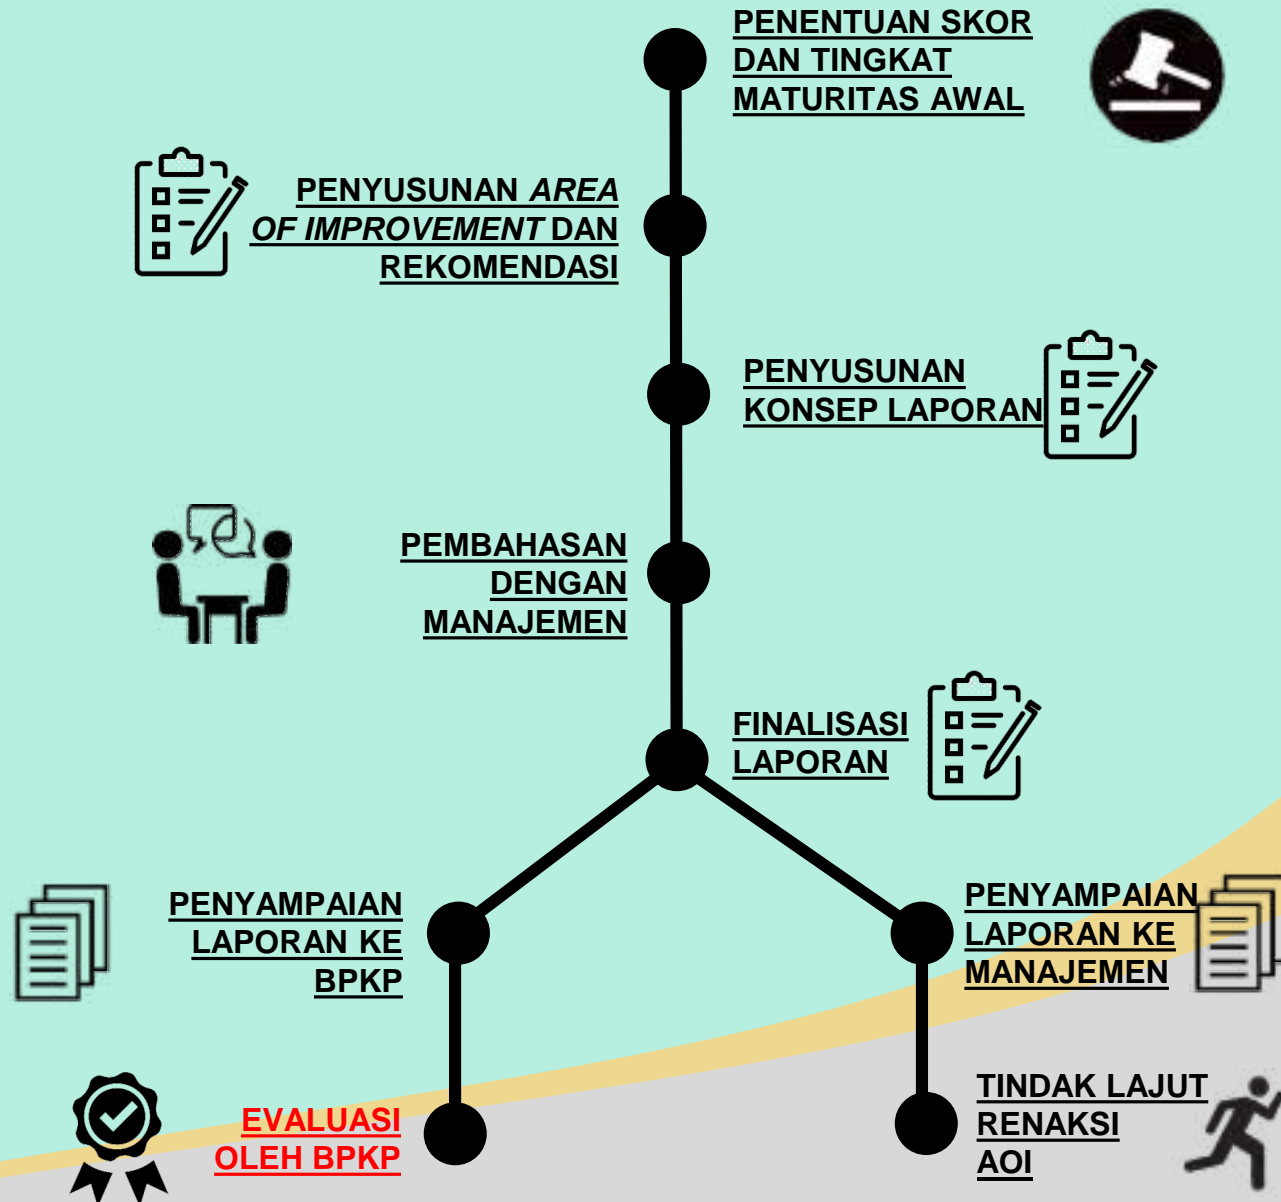 PENENTUAN SKOR
DAN TINGKAT
MATURITAS AWAL
PENYUSUNAN AREA
OF IMPROVEMENT DAN
REKOMENDASI
PENYUSUNAN
KONSEP LAPORAN
PEMBAHASAN
DENGAN
MANAJEMEN
FINALISASI
LAPORAN
PENYAMPAIAN
LAPORAN KE
BPKP
PENYAMPAIAN
LAPORAN KE
MANAJEMEN
EVALUASI
OLEH BPKP
TINDAK LAJUT
RENAKSI
AOI